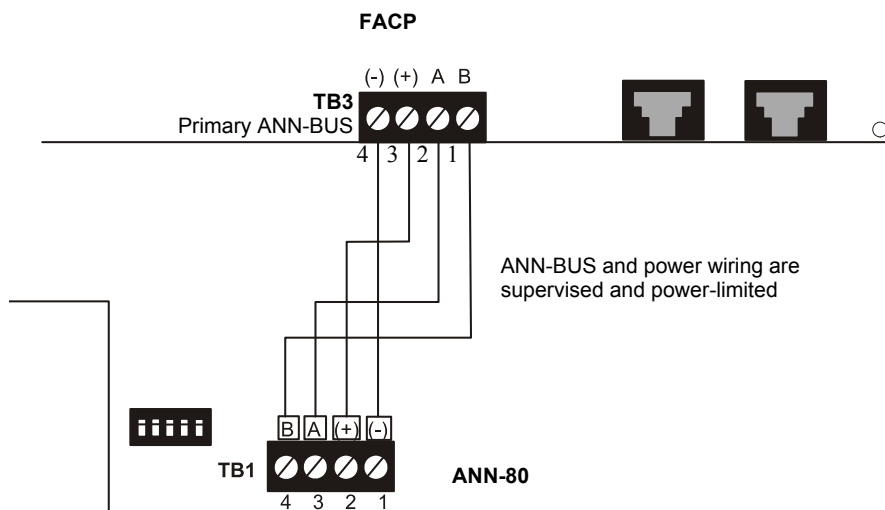 FACP
(-) (+) A B
TB3
Primary ANN-BUS
4 3 2 1
ANN-BUS and power wiring are
supervised and power-limited
B A (+) (-)
TB1
ANN-80
4 3 2 1